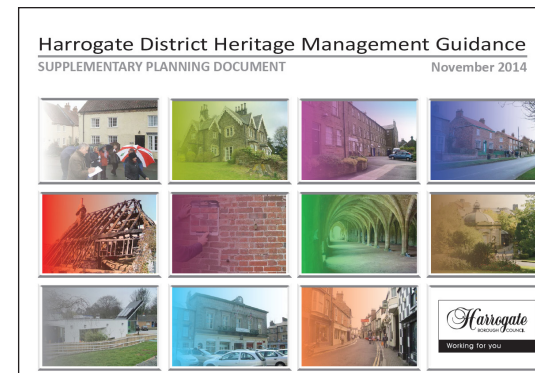 Harrogate District Heritage Management Guidance
SUPPLEMENTARY PLANNING DOCUMENT November 2014
Harrogate
BOROUGH COUNCIL
Working for you